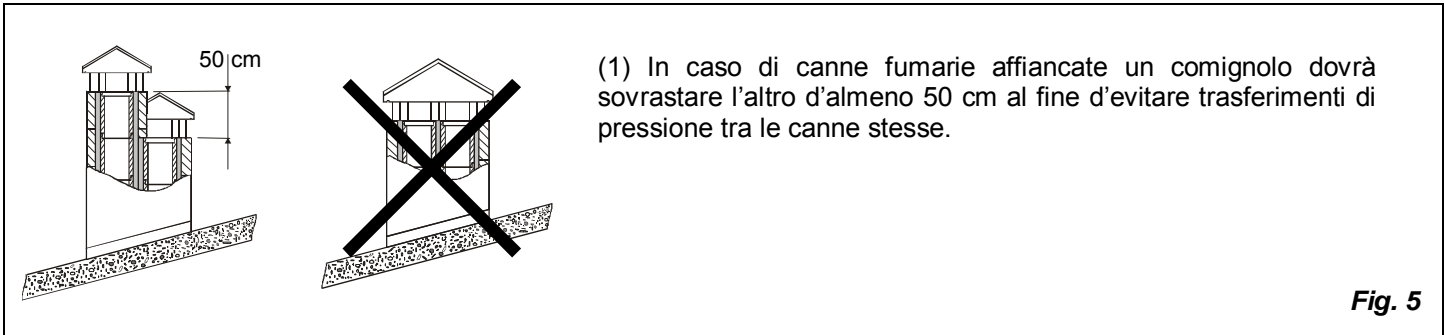 50 cm
(1) In caso di canne fumarie affiancate un comignolo dovrà
sovrastare l’altro d’almeno 50 cm al fine d’evitare trasferimenti di
pressione tra le canne stesse.
Fig. 5